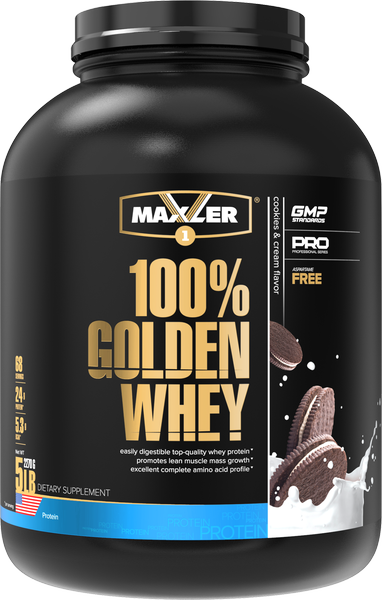 MAXLER®
1
100%
GOLDEN
WHEY
easily digestible top-quality whey protein*
promotes lean muscle mass growth*
excellent complete amino acid profile*
cookies & cream flavor
GMP
STANDARDS
PRO
PROFESSIONAL SERIES
ASPARTAME
FREE
68
SERVINGS
24g
PROTEIN*
5.3g
BCAA*
2270 G
5LB
DIETARY SUPPLEMENT
Protein
PROTEIN